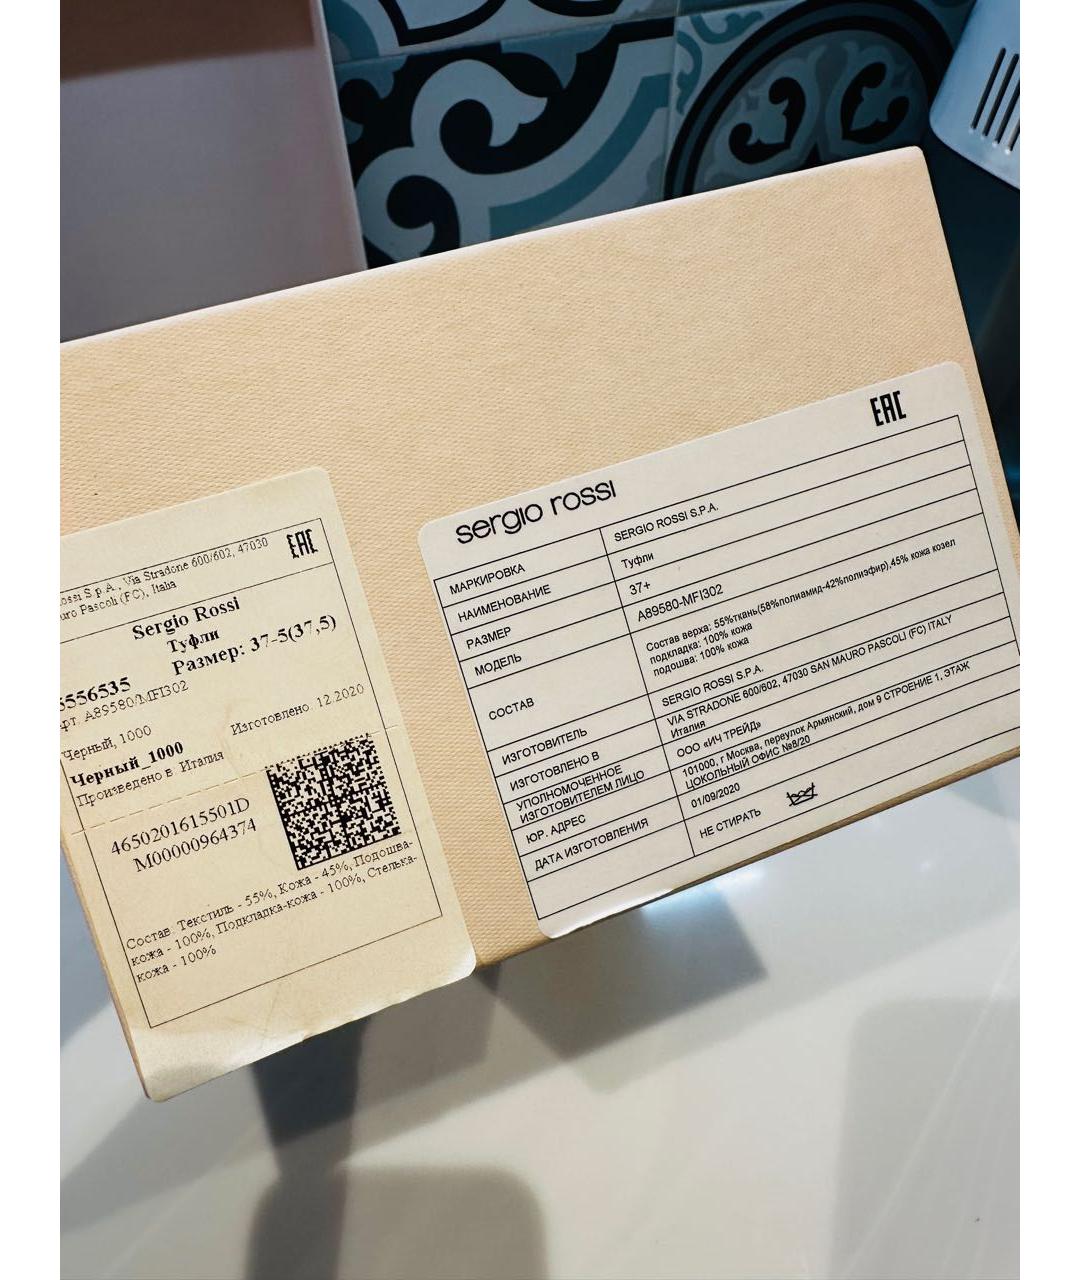 ossi S.p.A., Via Stradone 600/602, 47030
uro Pascoli (FC), Italia
EAC
Sergio Rossi
Туфли
Размер: 37-5(37,5)
5556535
рт. A89580/MFI302
Черный, 1000
Изготовлено: 12.2020
Черный_1000
Произведено в: Италия
4650201615501D
M00000964374
Состав: Текстиль - 55%, Кожа - 45%, Подошва-
кожа - 100%, Подкладка-кожа - 100%, Стелька-
кожа - 100%
sergio rossi
EAC
МАРКИРОВКА SERGIO ROSSI S.P.A.
НАИМЕНОВАНИЕ Туфли
РАЗМЕР 37+
МОДЕЛЬ A89580-MFI302
СОСТАВ
Состав верха: 55%ткань(58%полиамид-42%полиэфир),45% кожа козел
подкладка: 100% кожа
подошва: 100% кожа
ИЗГОТОВИТЕЛЬ SERGIO ROSSI S.P.A.
ИЗГОТОВЛЕНО В
VIA STRADONE 600/602, 47030 SAN MAURO PASCOLI (FC) ITALY
Италия
УПОЛНОМОЧЕННОЕ
ИЗГОТОВИТЕЛЕМ ЛИЦО
ООО «ИЧ ТРЕЙД»
ЮР. АДРЕС
101000, г Москва, переулок Армянский, дом 9 СТРОЕНИЕ 1, ЭТАЖ
ЦОКОЛЬНЫЙ ОФИС №8/20
ДАТА ИЗГОТОВЛЕНИЯ 01/09/2020
НЕ СТИРАТЬ